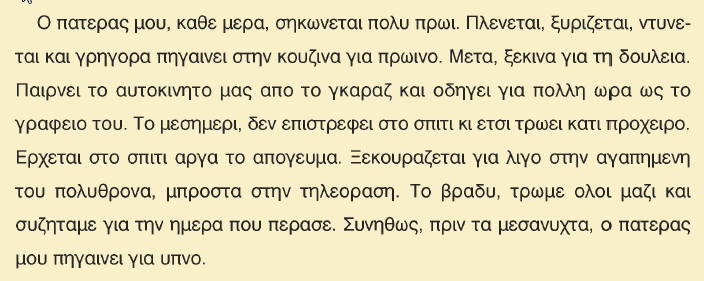 Ο πατερας μου, καθε μερα, σηκωνεται πολυ πρωι. Πλενεται, ξυριζεται, ντυνε-
ται και γρηγορα πηγαινει στην κουζινα για πρωινο. Μετα, ξεκινα για τη δουλεια.
Παιρνει το αυτοκινητο μας απο το γκαραζ και οδηγει για πολλη ωρα ως το
γραφειο του. Το μεσημερι, δεν επιστρεφει στο σπιτι κι ετσι τρωει κατι προχειρο.
Ερχεται στο σπιτι αργα το απογευμα. Ξεκουραζεται για λιγο στην αγαπημενη
του πολυθρονα, μπροστα στην τηλεοραση. Το βραδυ, τρωμε ολοι μαζι και
συζηταμε για την ημερα που περασε. Συνηθως, πριν τα μεσανυχτα, ο πατερας
μου πηγαινει για υπνο.